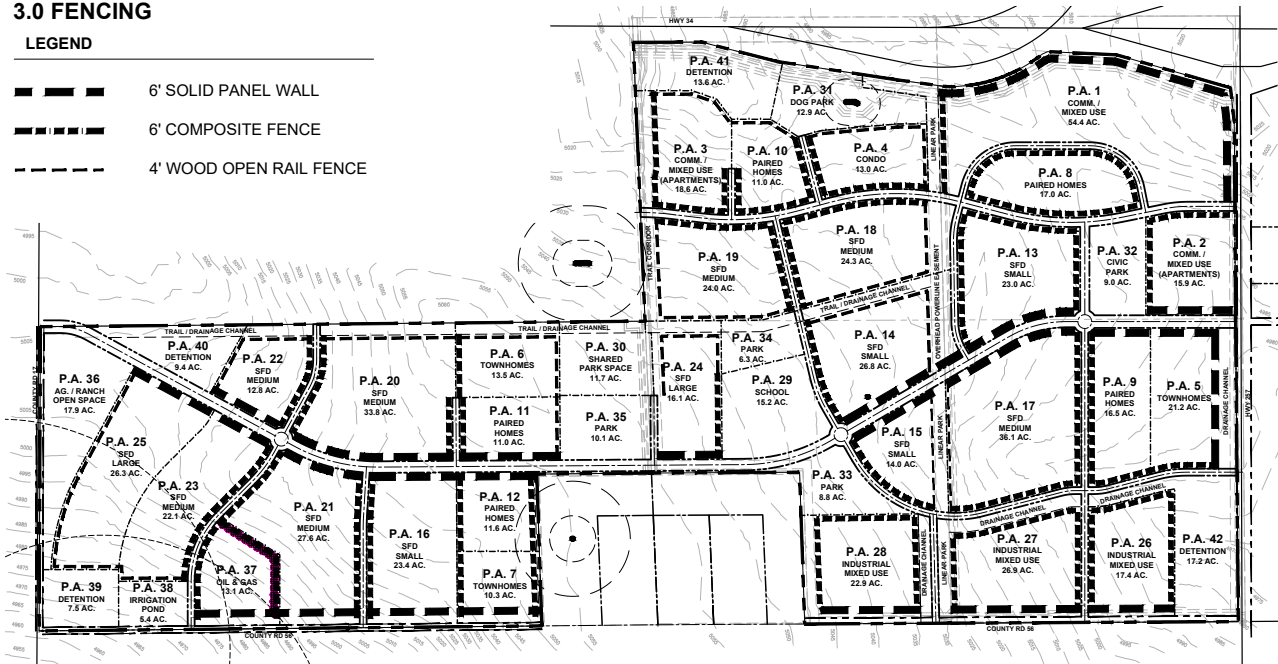 3.0 FENCING
LEGEND
6' SOLID PANEL WALL
6' COMPOSITE FENCE
4' WOOD OPEN RAIL FENCE
HWY 34
P.A. 41
DETENTION
13.6 AC.
P.A. 31
DOG PARK
12.9 AC.
P.A. 1
COMM. /
MIXED USE
54.4 AC.
P.A. 3
COMM. /
MIXED USE
(APARTMENTS)
18.6 AC.
P.A. 10
PAIRED
HOMES
11.0 AC.
P.A. 4
CONDO
13.0 AC.
LINEAR PARK
P.A. 8
PAIRED HOMES
17.0 AC.
TRAIL CORRIDOR
P.A. 19
SFD
MEDIUM
24.0 AC.
P.A. 18
SFD
MEDIUM
24.3 AC.
OVERHEAD POWERLINE EASEMENT
P.A. 13
SFD
SMALL
23.0 AC.
P.A. 32
CIVIC
PARK
9.0 AC.
P.A. 2
COMM. /
MIXED USE
(APARTMENTS)
15.9 AC.
TRAIL / DRAINAGE CHANNEL
TRAIL / DRAINAGE CHANNEL
TRAIL / DRAINAGE CHANNEL
COUNTY RD 17
P.A. 40
DETENTION
9.4 AC.
P.A. 22
SFD
MEDIUM
12.8 AC.
P.A. 36
AG. / RANCH
OPEN SPACE
17.9 AC.
P.A. 20
SFD
MEDIUM
33.8 AC.
P.A. 6
TOWNHOMES
13.5 AC.
P.A. 30
SHARED
PARK SPACE
11.7 AC.
P.A. 24
SFD
LARGE
16.1 AC.
P.A. 34
PARK
6.3 AC.
P.A. 29
SCHOOL
15.2 AC.
P.A. 14
SFD
SMALL
26.8 AC.
P.A. 11
PAIRED
HOMES
11.0 AC.
P.A. 35
PARK
10.1 AC.
P.A. 15
SFD
SMALL
14.0 AC.
LINEAR PARK
P.A. 17
SFD
MEDIUM
36.1 AC.
P.A. 9
PAIRED
HOMES
16.5 AC.
P.A. 5
TOWNHOMES
21.2 AC.
DRAINAGE CHANNEL
HWY 257
P.A. 25
SFD
LARGE
26.3 AC.
P.A. 23
SFD
MEDIUM
22.1 AC.
P.A. 21
SFD
MEDIUM
27.6 AC.
P.A. 16
SFD
SMALL
23.4 AC.
P.A. 12
PAIRED
HOMES
11.6 AC.
P.A. 7
TOWNHOMES
10.3 AC.
P.A. 33
PARK
8.8 AC.
DRAINAGE CHANNEL
DRAINAGE CHANNEL
P.A. 28
INDUSTRIAL
MIXED USE
22.9 AC.
DRAINAGE CHANNEL
LINEAR PARK
P.A. 27
INDUSTRIAL
MIXED USE
26.9 AC.
P.A. 26
INDUSTRIAL
MIXED USE
17.4 AC.
P.A. 42
DETENTION
17.2 AC.
P.A. 39
DETENTION
7.5 AC.
P.A. 38
IRRIGATION
POND
5.4 AC.
P.A. 37
OIL & GAS
13.1 AC.
COUNTY RD 56
COUNTY RD 56